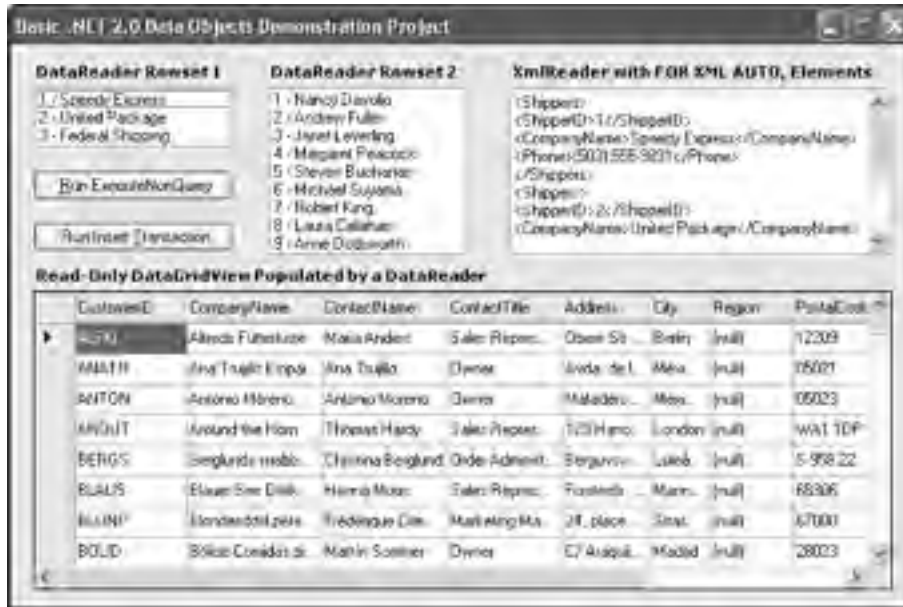 Basic .NET 2.0 Data Objects Demonstration Project
DataReader Rowset 1
1 - Speedy Express
2 - United Package
3 - Federal Shipping
Run ExecuteNonQuery
Run Insert Transaction
DataReader Rowset 2
1 - Nancy Davolio
2 - Andrew Fuller
3 - Janet Leverling
4 - Margaret Peacock
5 - Steven Buchanan
6 - Michael Suyama
7 - Robert King
8 - Laura Callahan
9 - Anne Dodsworth
XmlReader with FOR XML AUTO, Elements
<Shippers>
<ShipperID>1</ShipperID>
<CompanyName>Speedy Express</CompanyName>
<Phone>(503) 555-9831</Phone>
</Shippers>
<Shippers>
<ShipperID>2</ShipperID>
<CompanyName>United Package</CompanyName>
Read-Only DataGridView Populated by a DataReader
CustomerID CompanyName ContactName ContactTitle Address City Region PostalCode
ALFKI Alfreds Futterkiste Maria Anders Sales Repres... Obere Str... Berlin (null) 12209
ANATR Ana Trujillo Empa... Ana Trujillo Owner Avda. de l... Méxi... (null) 05021
ANTON Antonio Moreno... Antonio Moreno Owner Mataderos... Méxi... (null) 05023
AROUT Around the Horn Thomas Hardy Sales Repres... 120 Hano... London (null) WA1 1DP
BERGS Berglunds snabb... Christina Berglund Order Administ... Berguvsv... Luleå (null) S-958 22
BLAUS Blauer See Delik... Hanna Moos Sales Repres... Forsterstr... Mann... (null) 68306
BLONP Blondesddsl père... Frédérique Cite... Marketing Ma... 24, place... Stras... (null) 67000
BOLID Bólido Comidas p... Martín Sommer Owner C/ Araquil,... Madrid (null) 28023